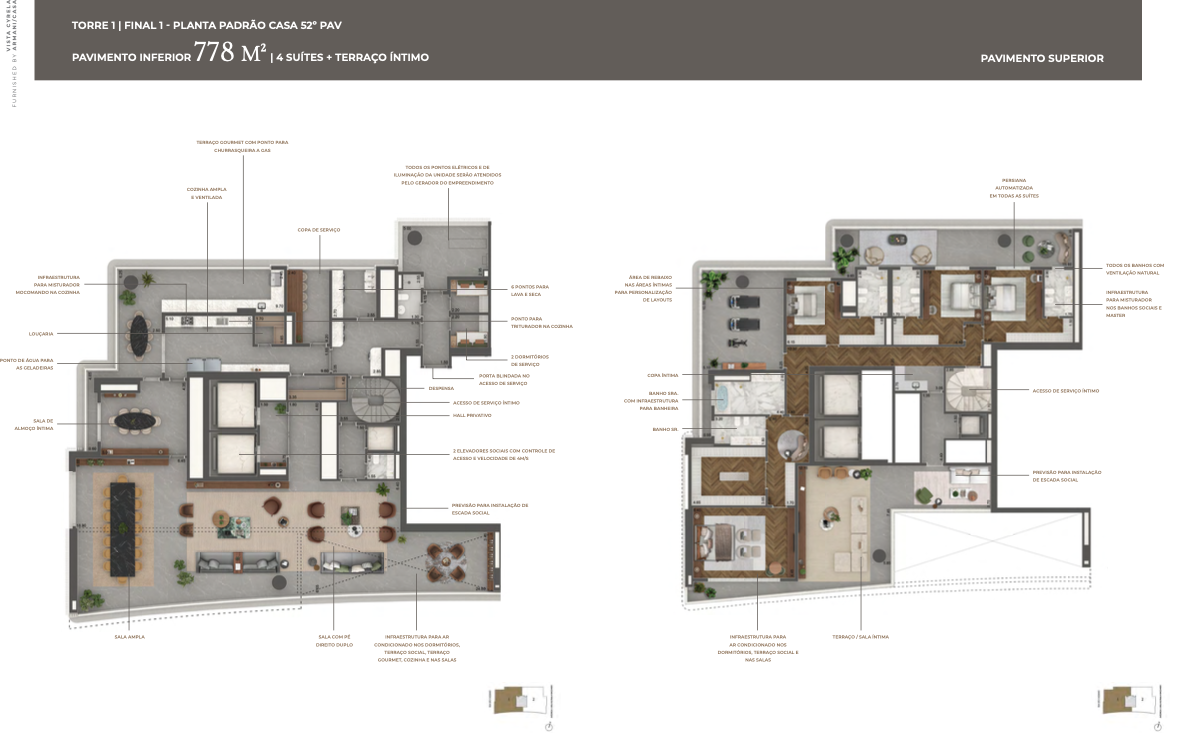 VISTA CYRELA
FURNISHED BY ARMANI/CASA
TORRE 1 | FINAL 1 - PLANTA PADRÃO CASA 52º PAV
PAVIMENTO INFERIOR 778 M² | 4 SUÍTES + TERRAÇO ÍNTIMO
PAVIMENTO SUPERIOR
TERRAÇO GOURMET COM PONTO PARA
CHURRASQUEIRA A GAS
TODOS OS PONTOS ELÉTRICOS E DE
ILUMINAÇÃO DA UNIDADE SERÃO ATENDIDOS
PELO GERADOR DO EMPREENDIMENTO
COZINHA AMPLA
E VENTILADA
COPA DE SERVIÇO
INFRAESTRUTURA
PARA MISTURADOR
MOCOMANDO NA COZINHA
6 PONTOS PARA
LAVA E SECA
PONTO PARA
TRITURADOR NA COZINHA
LOUÇARIA
2 DORMITÓRIOS
DE SERVIÇO
PONTO DE ÁGUA PARA
AS GELADEIRAS
PORTA BLINDADA NO
ACESSO DE SERVIÇO
DESPENSA
ACESSO DE SERVIÇO ÍNTIMO
HALL PRIVATIVO
SALA DE
ALMOÇO ÍNTIMA
2 ELEVADORES SOCIAIS COM CONTROLE DE
ACESSO E VELOCIDADE DE 4M/S
PREVISÃO PARA INSTALAÇÃO DE
ESCADA SOCIAL
SALA AMPLA
SALA COM PÉ
DIREITO DUPLO
INFRAESTRUTURA PARA AR
CONDICIONADO NOS DORMITÓRIOS,
TERRAÇO SOCIAL, TERRAÇO
GOURMET, COZINHA E NAS SALAS
PERSIANA
AUTOMATIZADA
EM TODAS AS SUÍTES
ÁREA DE REBAIXO
NAS ÁREAS ÍNTIMAS
PARA PERSONALIZAÇÃO
DE LAYOUTS
TODOS OS BANHOS COM
VENTILAÇÃO NATURAL
INFRAESTRUTURA
PARA MISTURADOR
NOS BANHOS SOCIAIS E
MASTER
COPA ÍNTIMA
BANHO SRA.
COM INFRAESTRUTURA
PARA BANHEIRA
BANHO SR.
ACESSO DE SERVIÇO ÍNTIMO
PREVISÃO PARA INSTALAÇÃO
DE ESCADA SOCIAL
INFRAESTRUTURA PARA
AR CONDICIONADO NOS
DORMITÓRIOS, TERRAÇO SOCIAL E
NAS SALAS
TERRAÇO / SALA ÍNTIMA